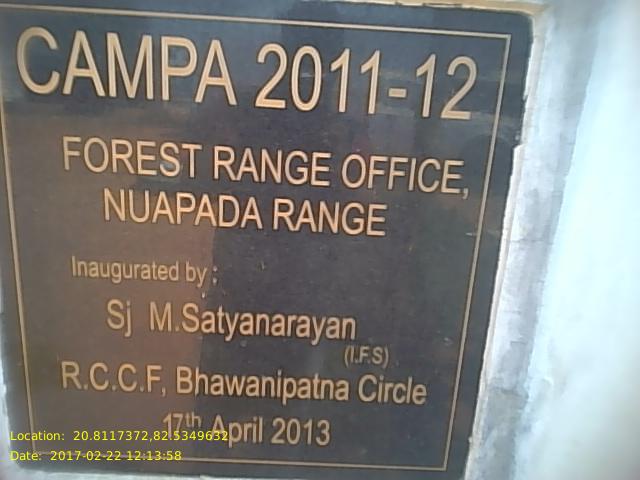 CAMPA 2011-12
FOREST RANGE OFFICE,
NUAPADA RANGE
Inaugurated by :
Sj M.Satyanarayan
(I.F.S)
R.C.C.F, Bhawanipatna Circle
17th April 2013
Location: 20.8117372,82.5349632
Date: 2017-02-22 12:13:58